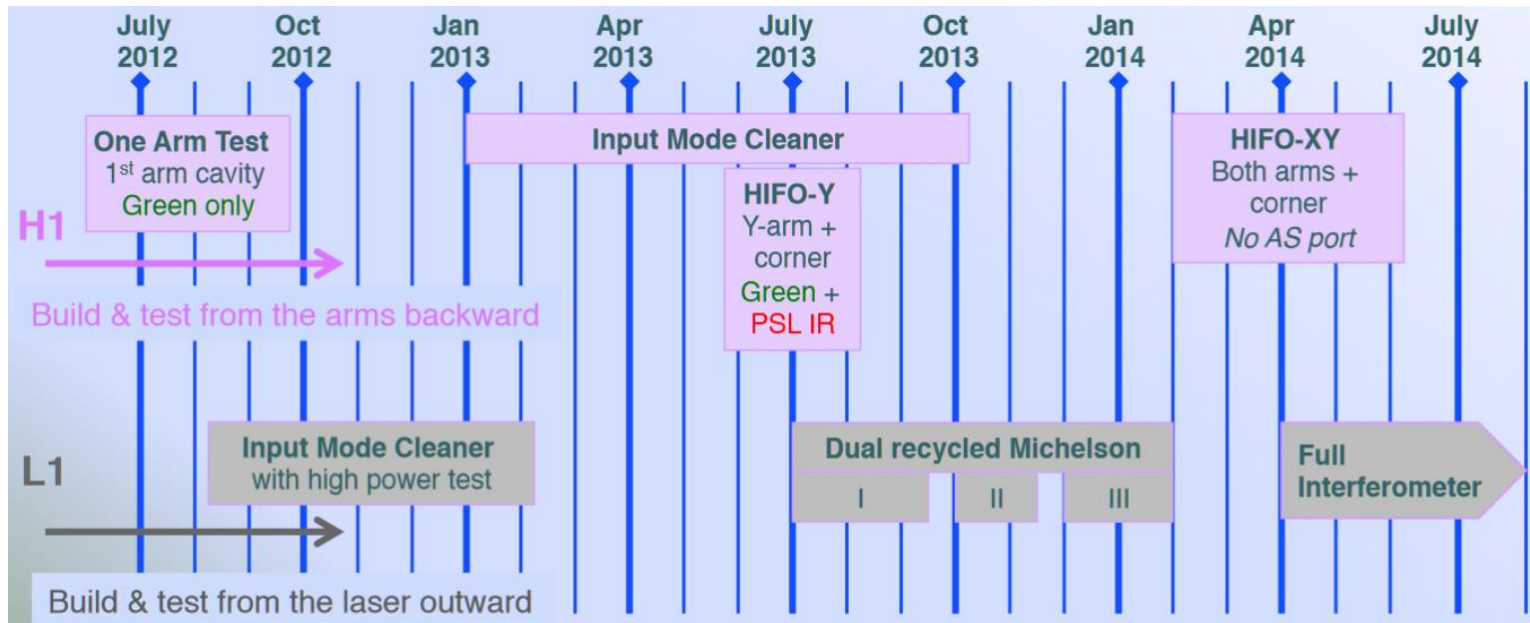 July
2012
Oct
2012
Jan
2013
Apr
2013
July
2013
Oct
2013
Jan
2014
Apr
2014
July
2014
H1
One Arm Test
1st arm cavity
Green only
Build & test from the arms backward
Input Mode Cleaner
HIFO-Y
Y-arm +
corner
Green +
PSL IR
HIFO-XY
Both arms +
corner
No AS port
L1
Input Mode Cleaner
with high power test
Build & test from the laser outward
Dual recycled Michelson
I
II
III
Full
Interferometer